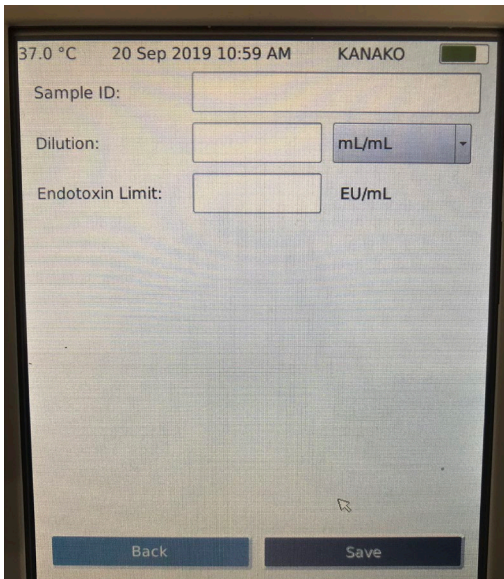 37.0 °C 20 Sep 2019 10:59 AM KANAKO
Sample ID:
Dilution: mL/mL
Endotoxin Limit: EU/mL
Back Save